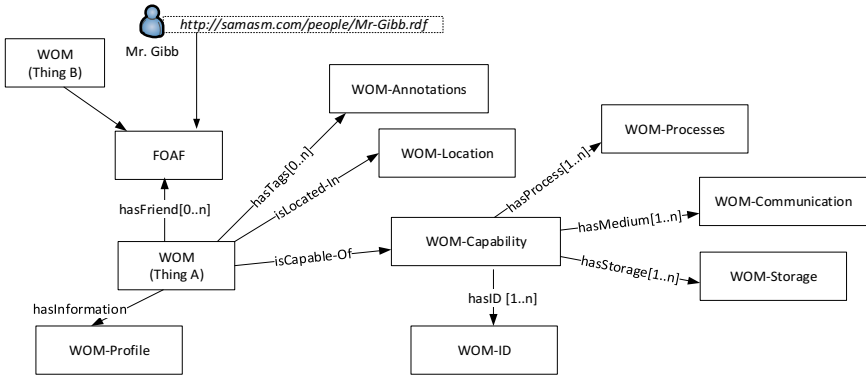 http://samasm.com/people/Mr-Gibb.rdf
Mr. Gibb
WOM
(Thing B)
WOM-Annotations
WOM-Processes
FOAF
hasTags[0..n]
WOM-Location
hasProcess[1..n]
isLocated-In
WOM-Communication
hasFriend[0..n]
hasMedium[1..n]
WOM-Capability
WOM
(Thing A)
isCapable-Of
hasStorage[1..n]
WOM-Storage
hasID [1..n]
hasInformation
WOM-Profile
WOM-ID